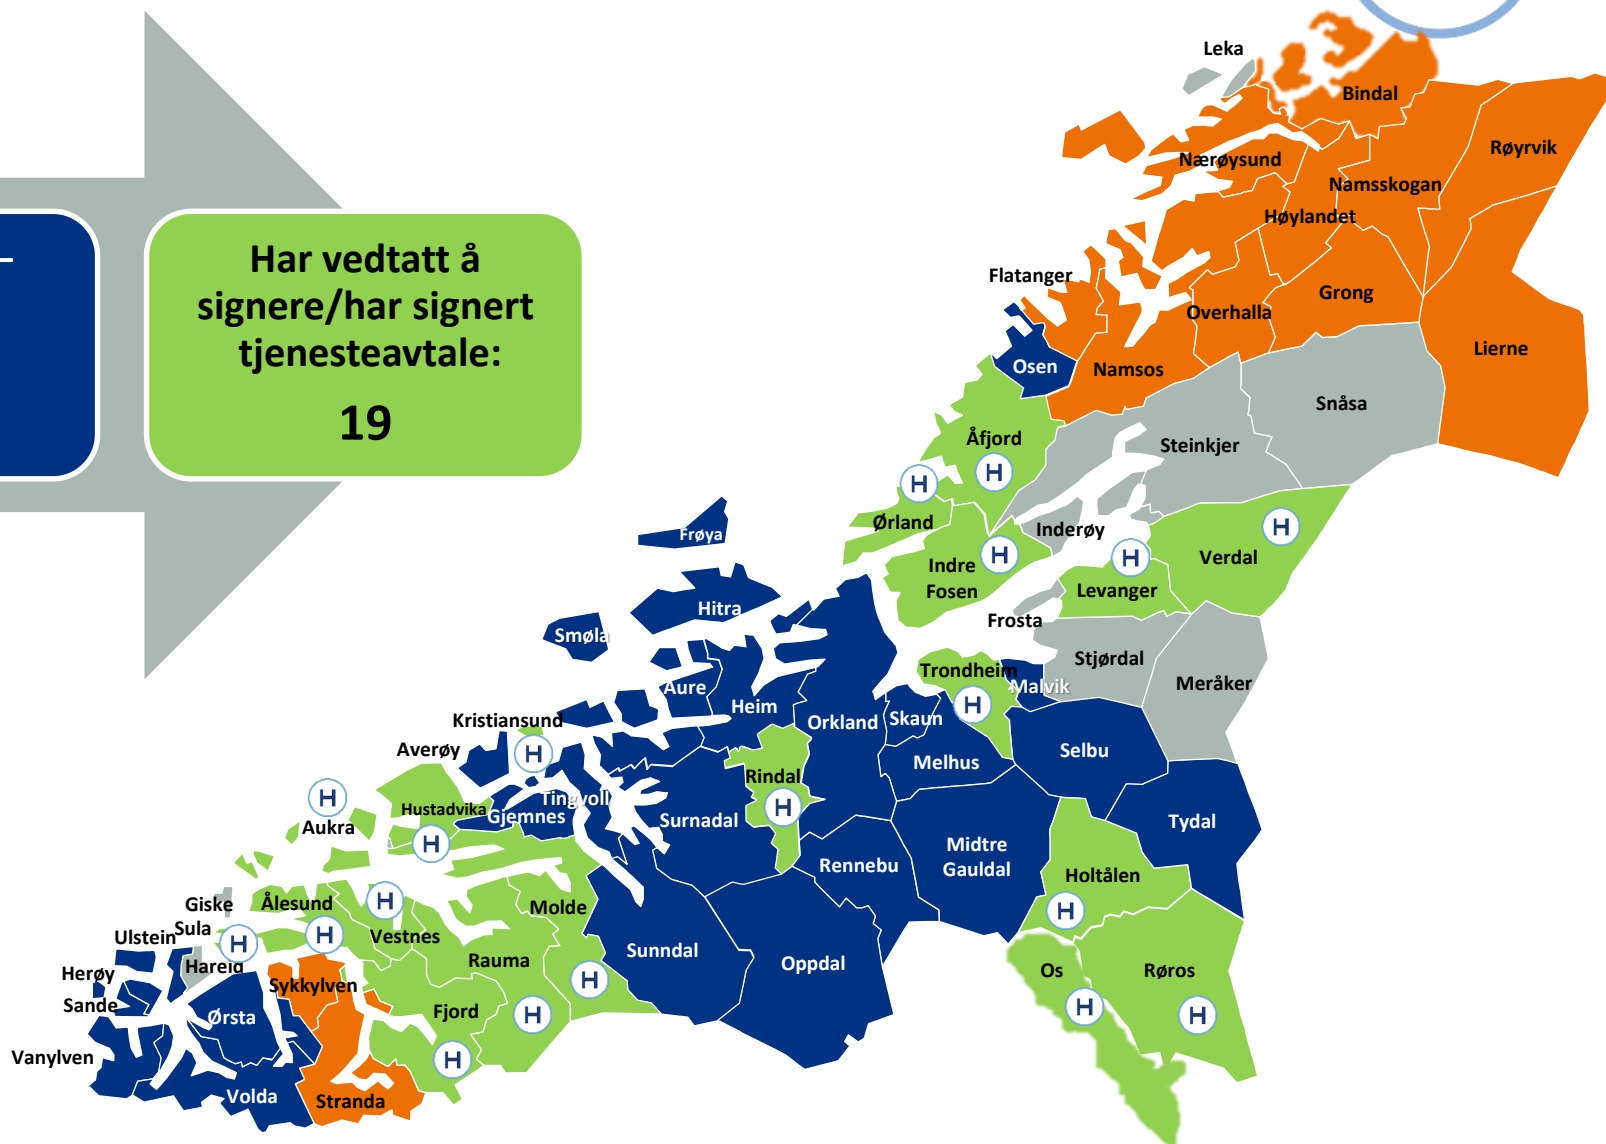 Har vedtatt å
signere/har signert
tjenesteavtale:
19
Leka
Bindal
Røyrvik
Nærøysund
Namsskogan
Høylandet
Flatanger
Grong
Overhalla
Lierne
Osen
Namsos
Snåsa
Åfjord
Steinkjer
H
H
Ørland
Inderøy
H
Frøya
H
H
Verdal
Indre
Fosen
Levanger
Hitra
Frosta
Smøla
Stjørdal
Trondheim
Malvik
Meråker
Aure
Heim
H
Kristiansund
Orkland
Skaun
Averøy
H
Selbu
Melhus
Rindal
H
Tingvoll
H
Hustadvika
Gjemnes
Aukra
Surnadal
Tydal
H
Midtre
Gauldal
Rennebu
Holtålen
H
Giske
Ålesund
Molde
H
Sula
Ulstein
H
H
Vestnes
Hareid
Rauma
Sunndal
Oppdal
Os
Røros
Herøy
Sykkylven
H
Sande
Ørsta
Fjord
H
H
H
Vanylven
H
Volda
Stranda